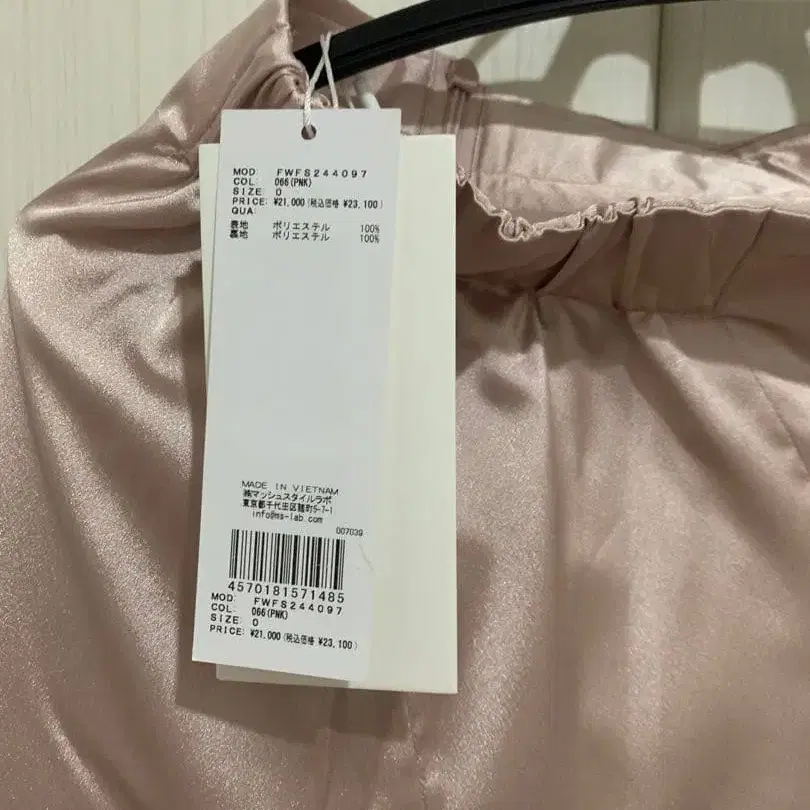 MOD: FWFS244097
COL: 066(PNK)
SIZE: 0
PRICE: ¥21,000(税込価格 ¥23,100)
QUA:
表地 ポリエステル 100%
裏地 ポリエステル 100%
MADE IN VIETNAM
㈱マッシュスタイルラボ
東京都千代田区麹町5-7-1
info@ms-lab.com
007039
4570181571485
MOD: FWFS244097
COL: 066(PNK)
SIZE: 0
PRICE: ¥21,000(税込価格 ¥23,100)